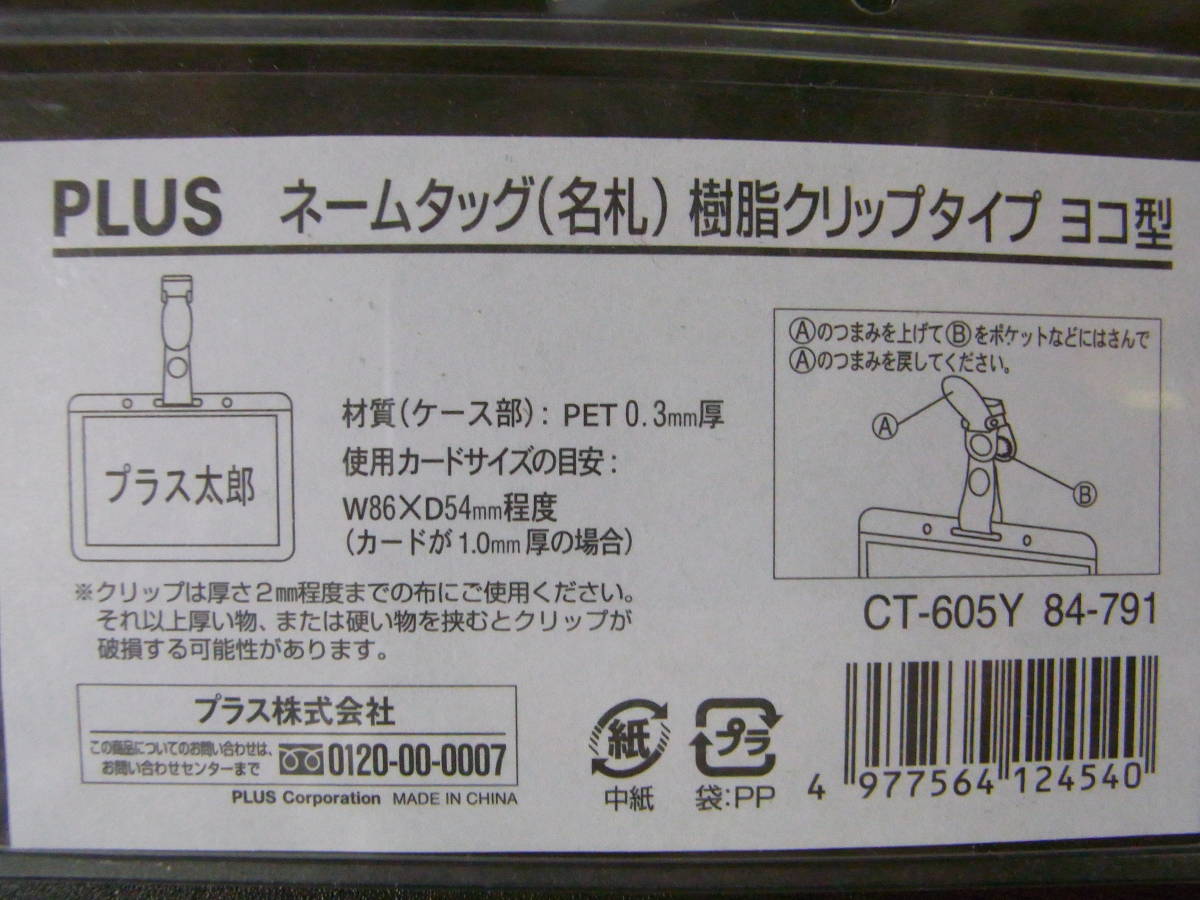 PLUS ネームタッグ(名札) 樹脂クリップタイプ ヨコ型
プラス太郎
材質(ケース部): PET 0.3mm厚
使用カードサイズの目安:
W86×D54mm程度
(カードが1.0mm厚の場合)
※クリップは厚さ2mm程度までの布にご使用ください。
それ以上厚い物、または硬い物を挟むとクリップが
破損する可能性があります。
Ⓐのつまみを上げてⒷをポケットなどにはさんで
Ⓐのつまみを戻してください。
Ⓐ
Ⓑ
CT-605Y 84-791
プラス株式会社
この商品についてのお問い合わせは、
お問い合わせセンターまで
0120-00-0007
PLUS Corporation MADE IN CHINA
紙
中紙
プラ
袋:PP
4 977564 124540